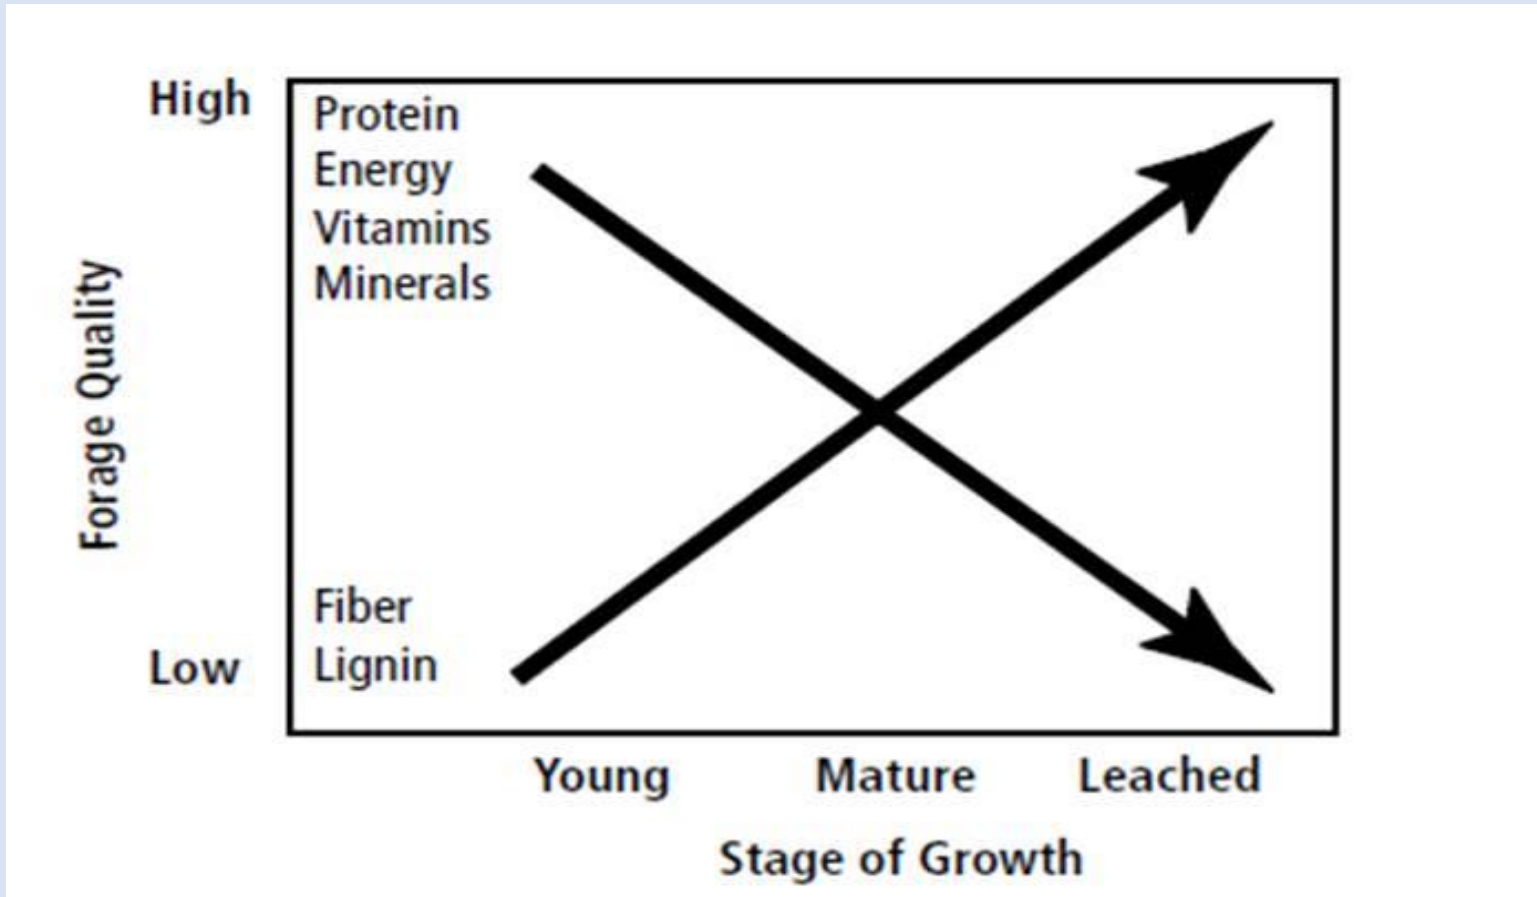 High
Protein
Energy
Vitamins
Minerals
Forage Quality
Fiber
Lignin
Low
Young Mature Leached
Stage of Growth